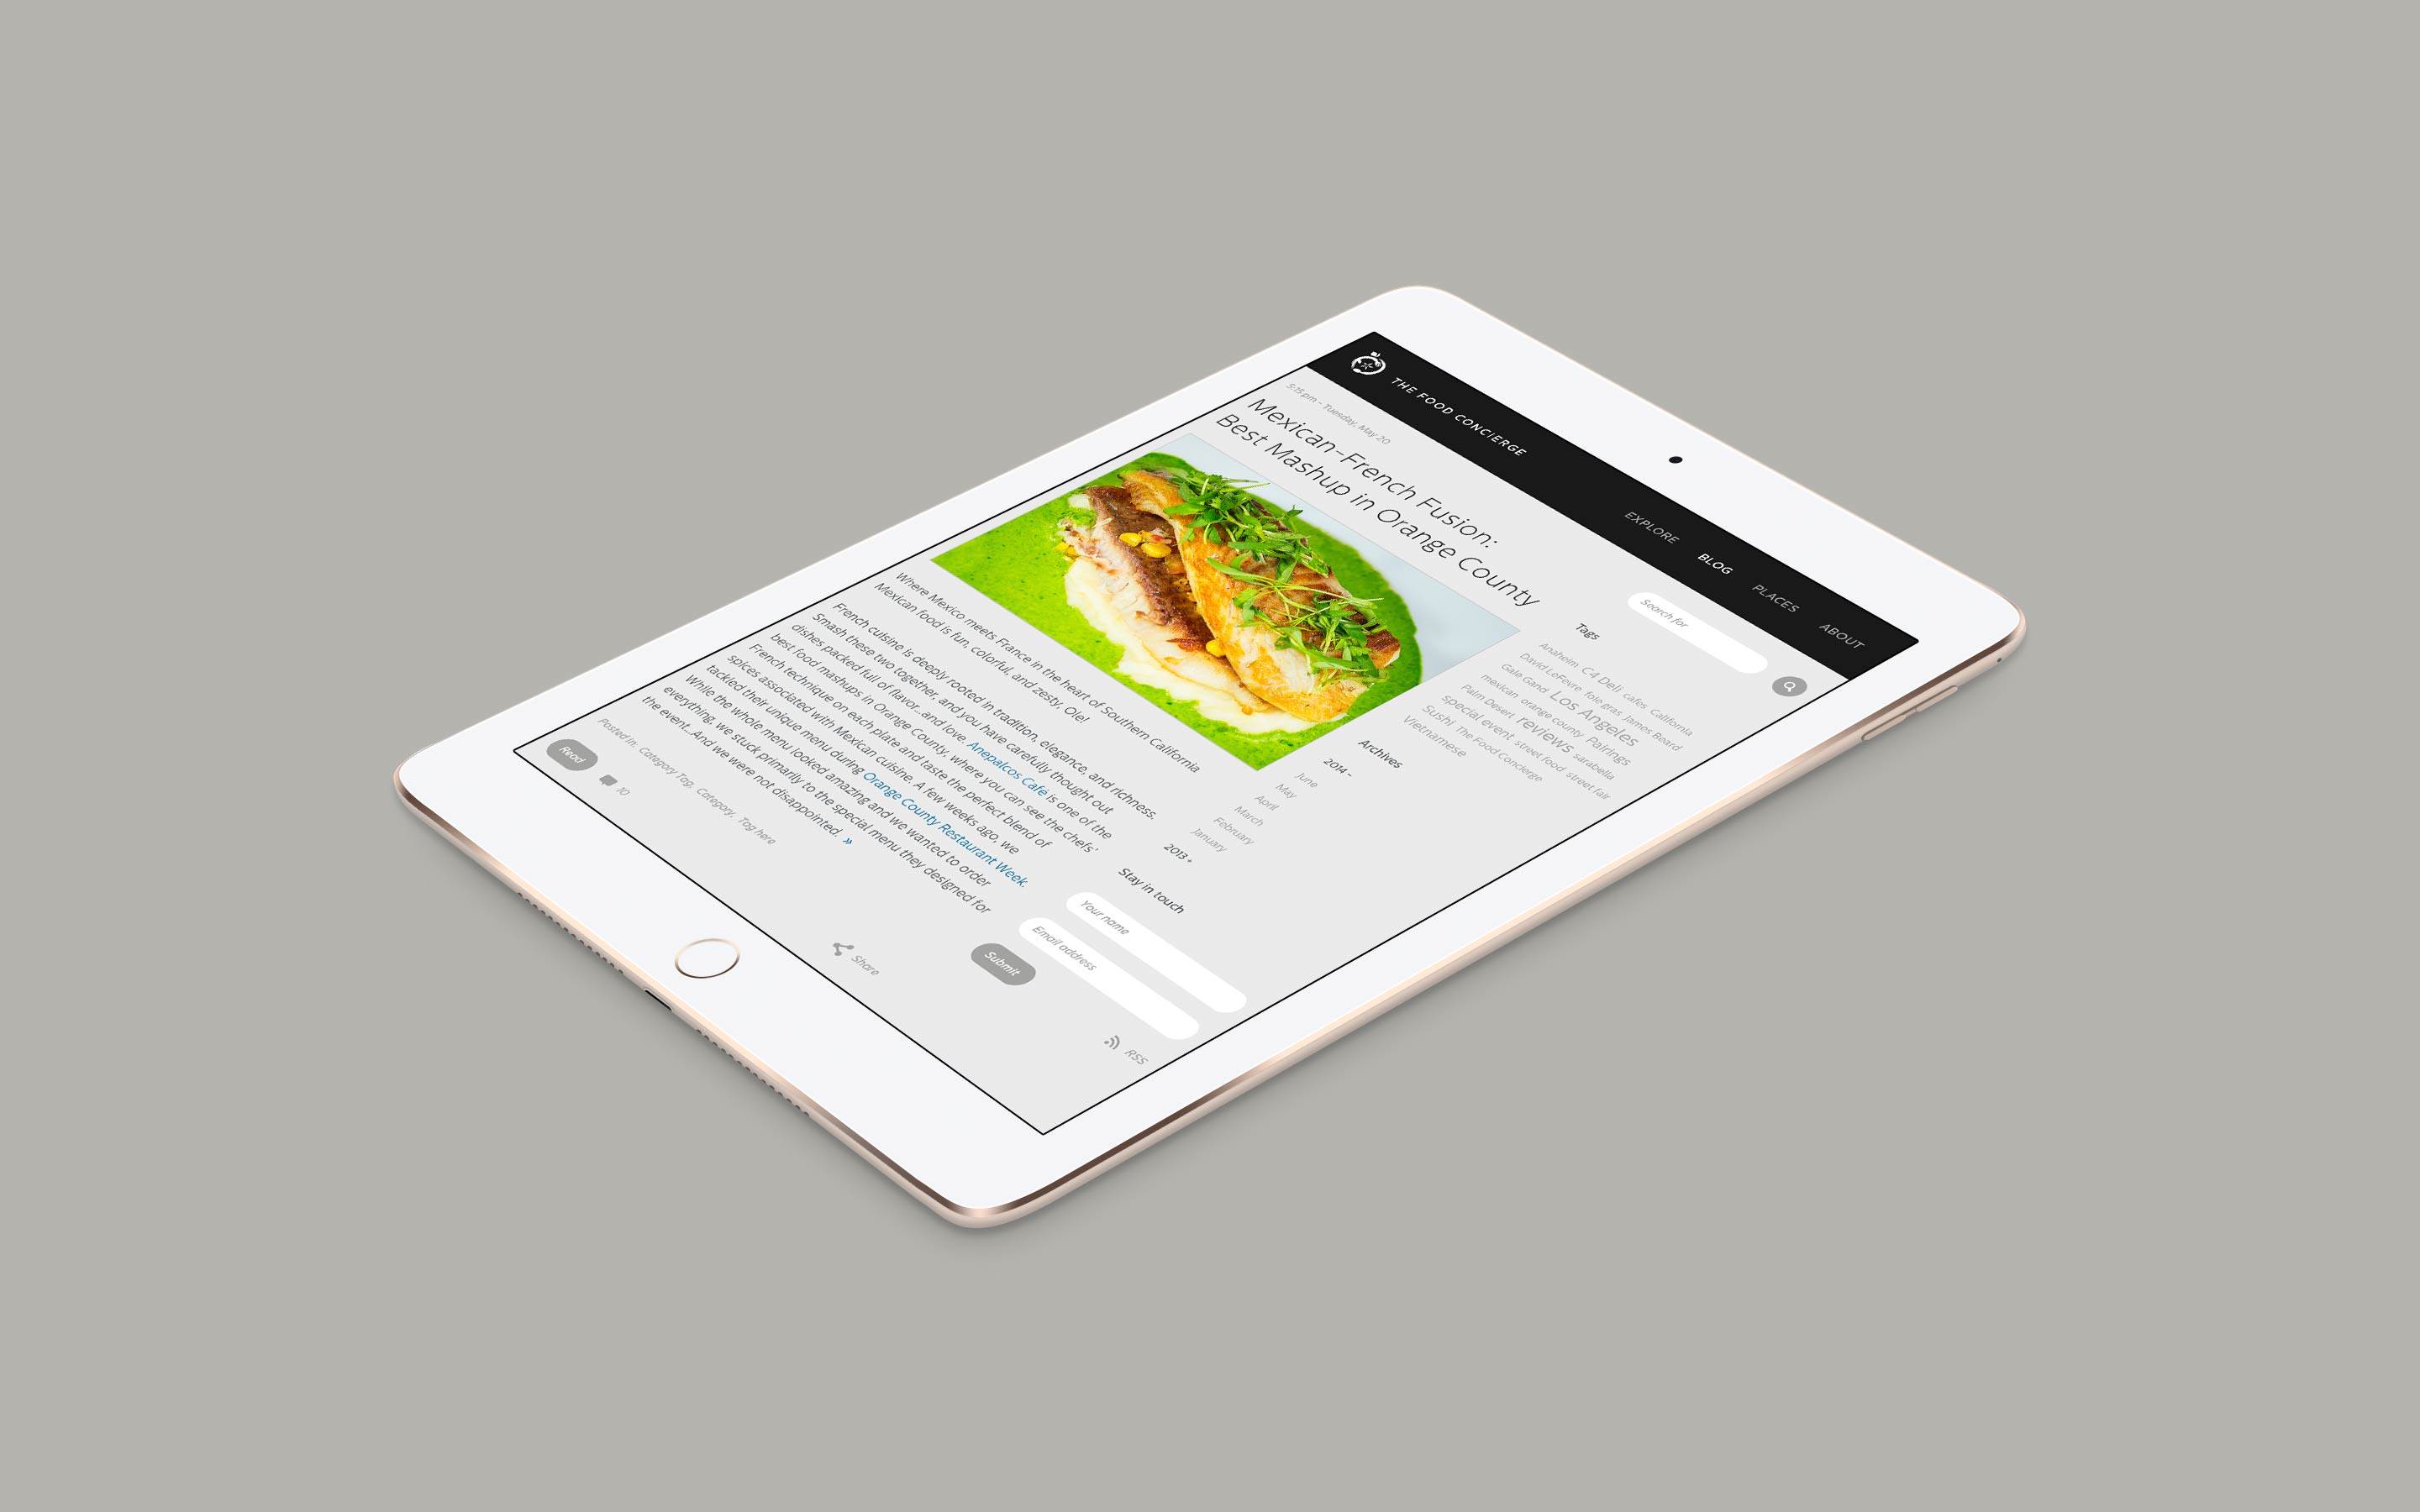 THE FOOD CONCIERGE
EXPLORE
BLOG
PLACES
ABOUT
5:15 pm - Tuesday, May 20
Mexican-French Fusion:
Best Mashup in Orange County
Where Mexico meets France in the heart of Southern California
Mexican food is fun, colorful, and zesty, Ole!
French cuisine is deeply rooted in tradition, elegance, and richness.
Smash these two together, and you have carefully thought out
dishes packed full of flavor...and love. Anepalcos Café is one of the
best food mashups in Orange County, where you can see the chefs'
French technique on each plate and taste the perfect blend of
spices associated with Mexican cuisine. A few weeks ago, we
tackled their unique menu during Orange County Restaurant Week.
While the whole menu looked amazing and we wanted to order
everything, we stuck primarily to the special menu they designed for
the event...And we were not disappointed. »
Posted in: Category Tag, Category, Tag here
Read
10
Share
Search for
Tags
Anaheim C4 Deli cafes California
David LeFevre foie gras James Beard
Gale Gand Los Angeles
mexican orange county Pairings
Palm Desert reviews sarabella
special event street food street fair
Sushi The Food Concierge
Vietnamese
Archives
2014 -
June
May
April
March
February
January
2013 +
Stay in touch
Your name
Email address
Submit
RSS